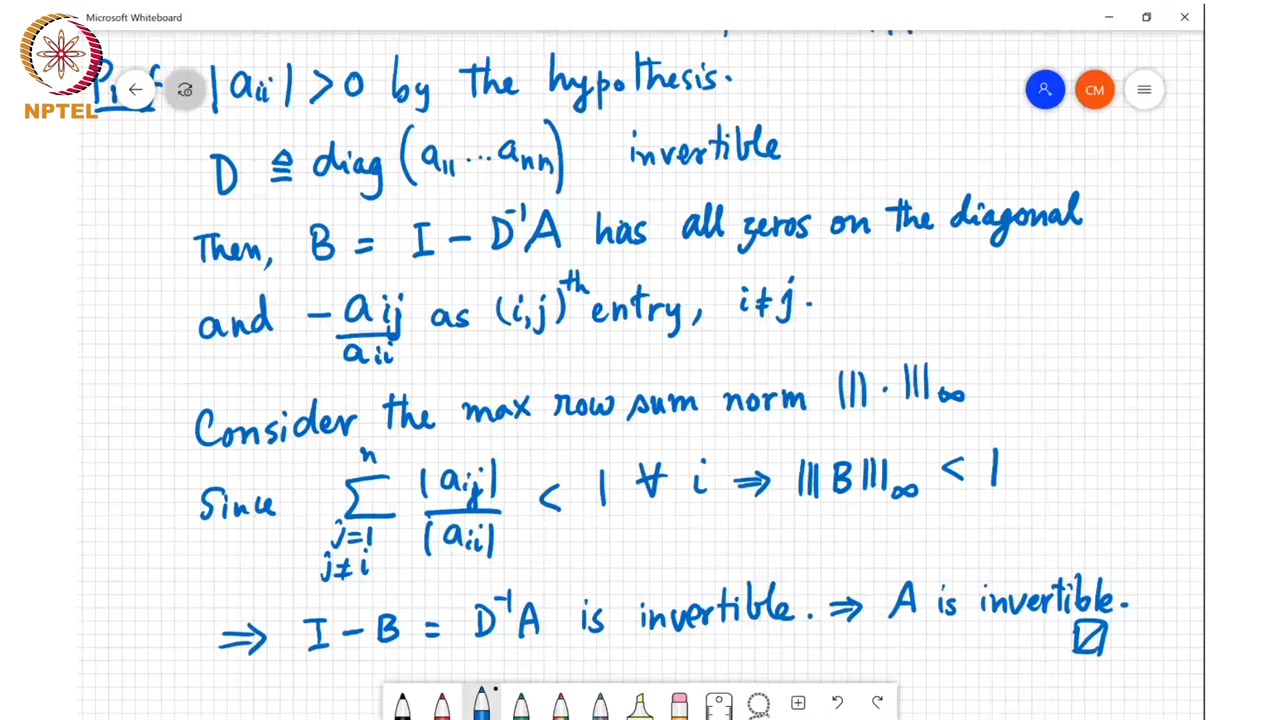 Microsoft Whiteboard
NPTEL
|aii| > 0 by the hypothesis.
CM
D ≜ diag (a11 ... ann) invertible
Then, B = I - D^-1 A has all zeros on the diagonal
and - aij/aii as (i,j)^th entry, i ≠ j.
Consider the max row sum norm |||·|||∞
Since n∑j=1 j≠i |aij|/|aii| < 1 ∀ i ⇒ |||B|||∞ < 1
⇒ I - B = D^-1 A is invertible. ⇒ A is invertible.